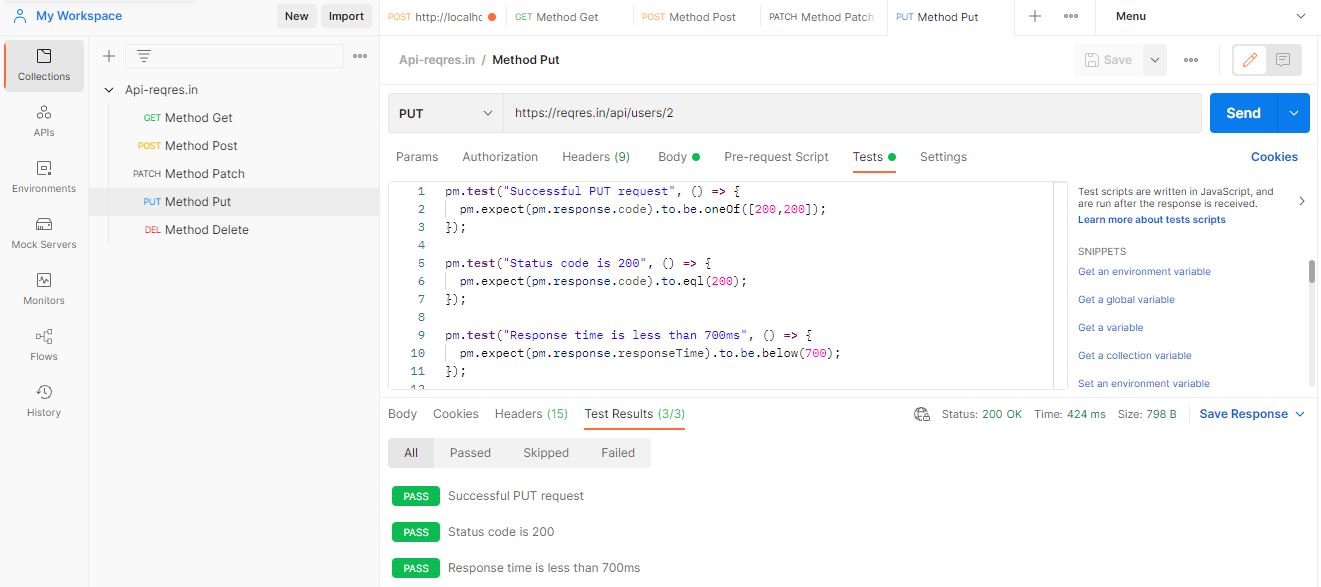 My Workspace
New
Import
POST http://localhc
GET Method Get
POST Method Post
PATCH Method Patch
PUT Method Put
Menu
Collections
APIs
Environments
Mock Servers
Monitors
Flows
History
Api-reqres.in
GET Method Get
POST Method Post
PATCH Method Patch
PUT Method Put
DEL Method Delete
Api-reqres.in / Method Put
Save
PUT
https://reqres.in/api/users/2
Send
Params
Authorization
Headers (9)
Body
Pre-request Script
Tests
Settings
Cookies
1 pm.test("Successful PUT request", () => {
2 pm.expect(pm.response.code).to.be.oneOf([200,200]);
3 });
4
5 pm.test("Status code is 200", () => {
6 pm.expect(pm.response.code).to.eql(200);
7 });
8
9 pm.test("Response time is less than 700ms", () => {
10 pm.expect(pm.response.responseTime).to.be.below(700);
11 });
12
Test scripts are written in JavaScript, and
are run after the response is received.
Learn more about tests scripts
SNIPPETS
Get an environment variable
Get a global variable
Get a variable
Get a collection variable
Set an environment variable
Body
Cookies
Headers (15)
Test Results (3/3)
Status: 200 OK
Time: 424 ms
Size: 798 B
Save Response
All
Passed
Skipped
Failed
PASS Successful PUT request
PASS Status code is 200
PASS Response time is less than 700ms